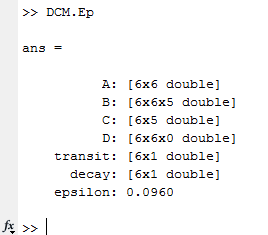 >> DCM.Ep
ans =
A: [6x6 double]
B: [6x6x5 double]
C: [6x5 double]
D: [6x6x0 double]
transit: [6x1 double]
decay: [6x1 double]
epsilon: 0.0960
fx >>